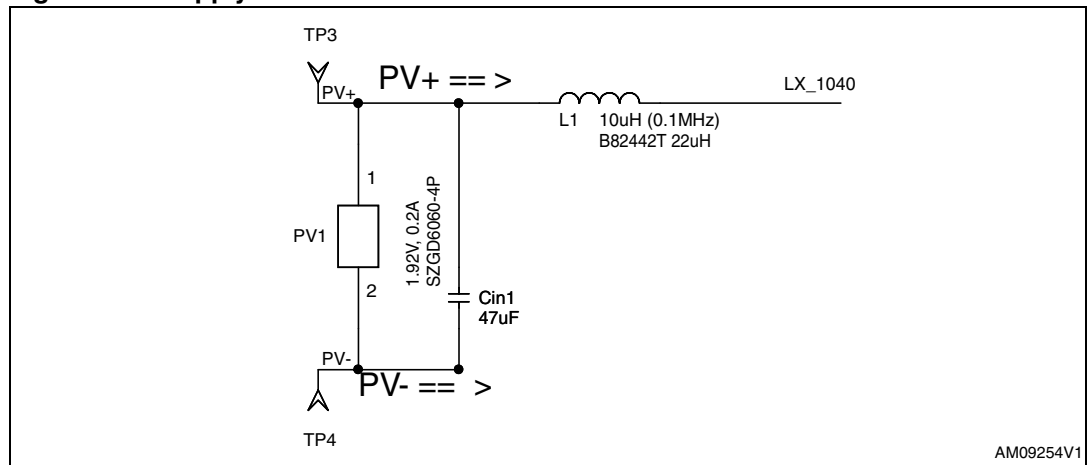 TP3
PV+ == >
PV+
LX_1040
L1 10uH (0.1MHz)
B82442T 22uH
1
PV1
2
1.92V, 0.2A
SZGD6060-4P
Cin1
47uF
PV-
PV- == >
TP4
AM09254V1